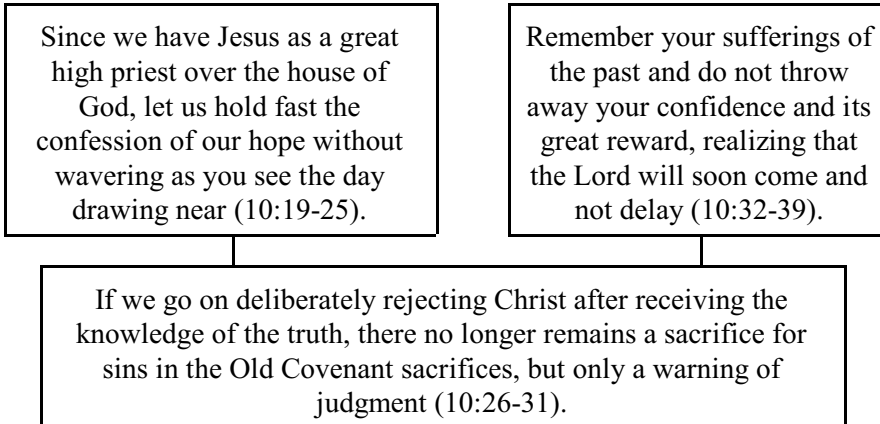 Since we have Jesus as a great
high priest over the house of
God, let us hold fast the
confession of our hope without
wavering as you see the day
drawing near (10:19-25).
Remember your sufferings of
the past and do not throw
away your confidence and its
great reward, realizing that
the Lord will soon come and
not delay (10:32-39).
If we go on deliberately rejecting Christ after receiving the
knowledge of the truth, there no longer remains a sacrifice for
sins in the Old Covenant sacrifices, but only a warning of
judgment (10:26-31).